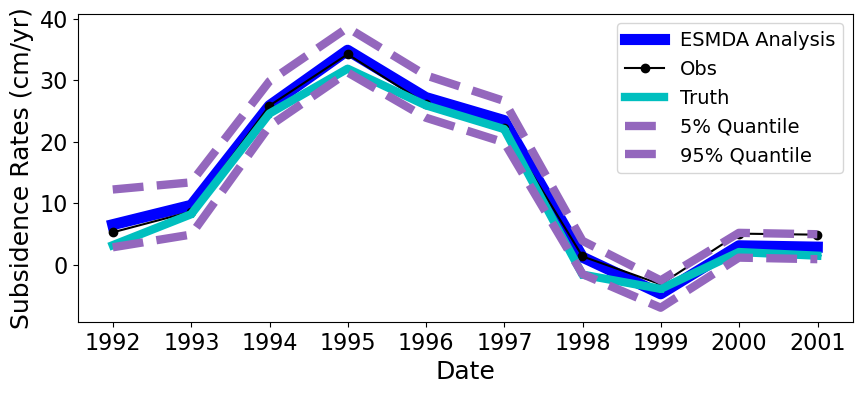 Subsidence Rates (cm/yr)
40
30
20
10
0
ESMDA Analysis
Obs
Truth
5% Quantile
95% Quantile
1992 1993 1994 1995 1996 1997 1998 1999 2000 2001
Date